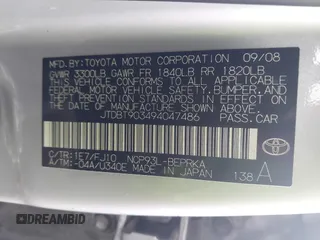 MFD.BY:TOYOTA MOTOR CORPORATION 09/08
GVWR 3300LB GAWR FR 1840LB RR 1820LB
THIS VEHICLE CONFORMS TO ALL APPLICABLE
FEDERAL MOTOR VEHICLE SAFETY, BUMPER, AND
THEFT PREVENTION STANDARDS IN EFFECT ON
THE DATE OF MANUFACTURE SHOWN ABOVE.
JTDBT903494047486
PASS. CAR
C/TR:1E7/FJ10 NCP93L-BEPRKA
A/TM:-04A/U340E MADE IN JAPAN
138 A
TOYOTA
DREAMBID